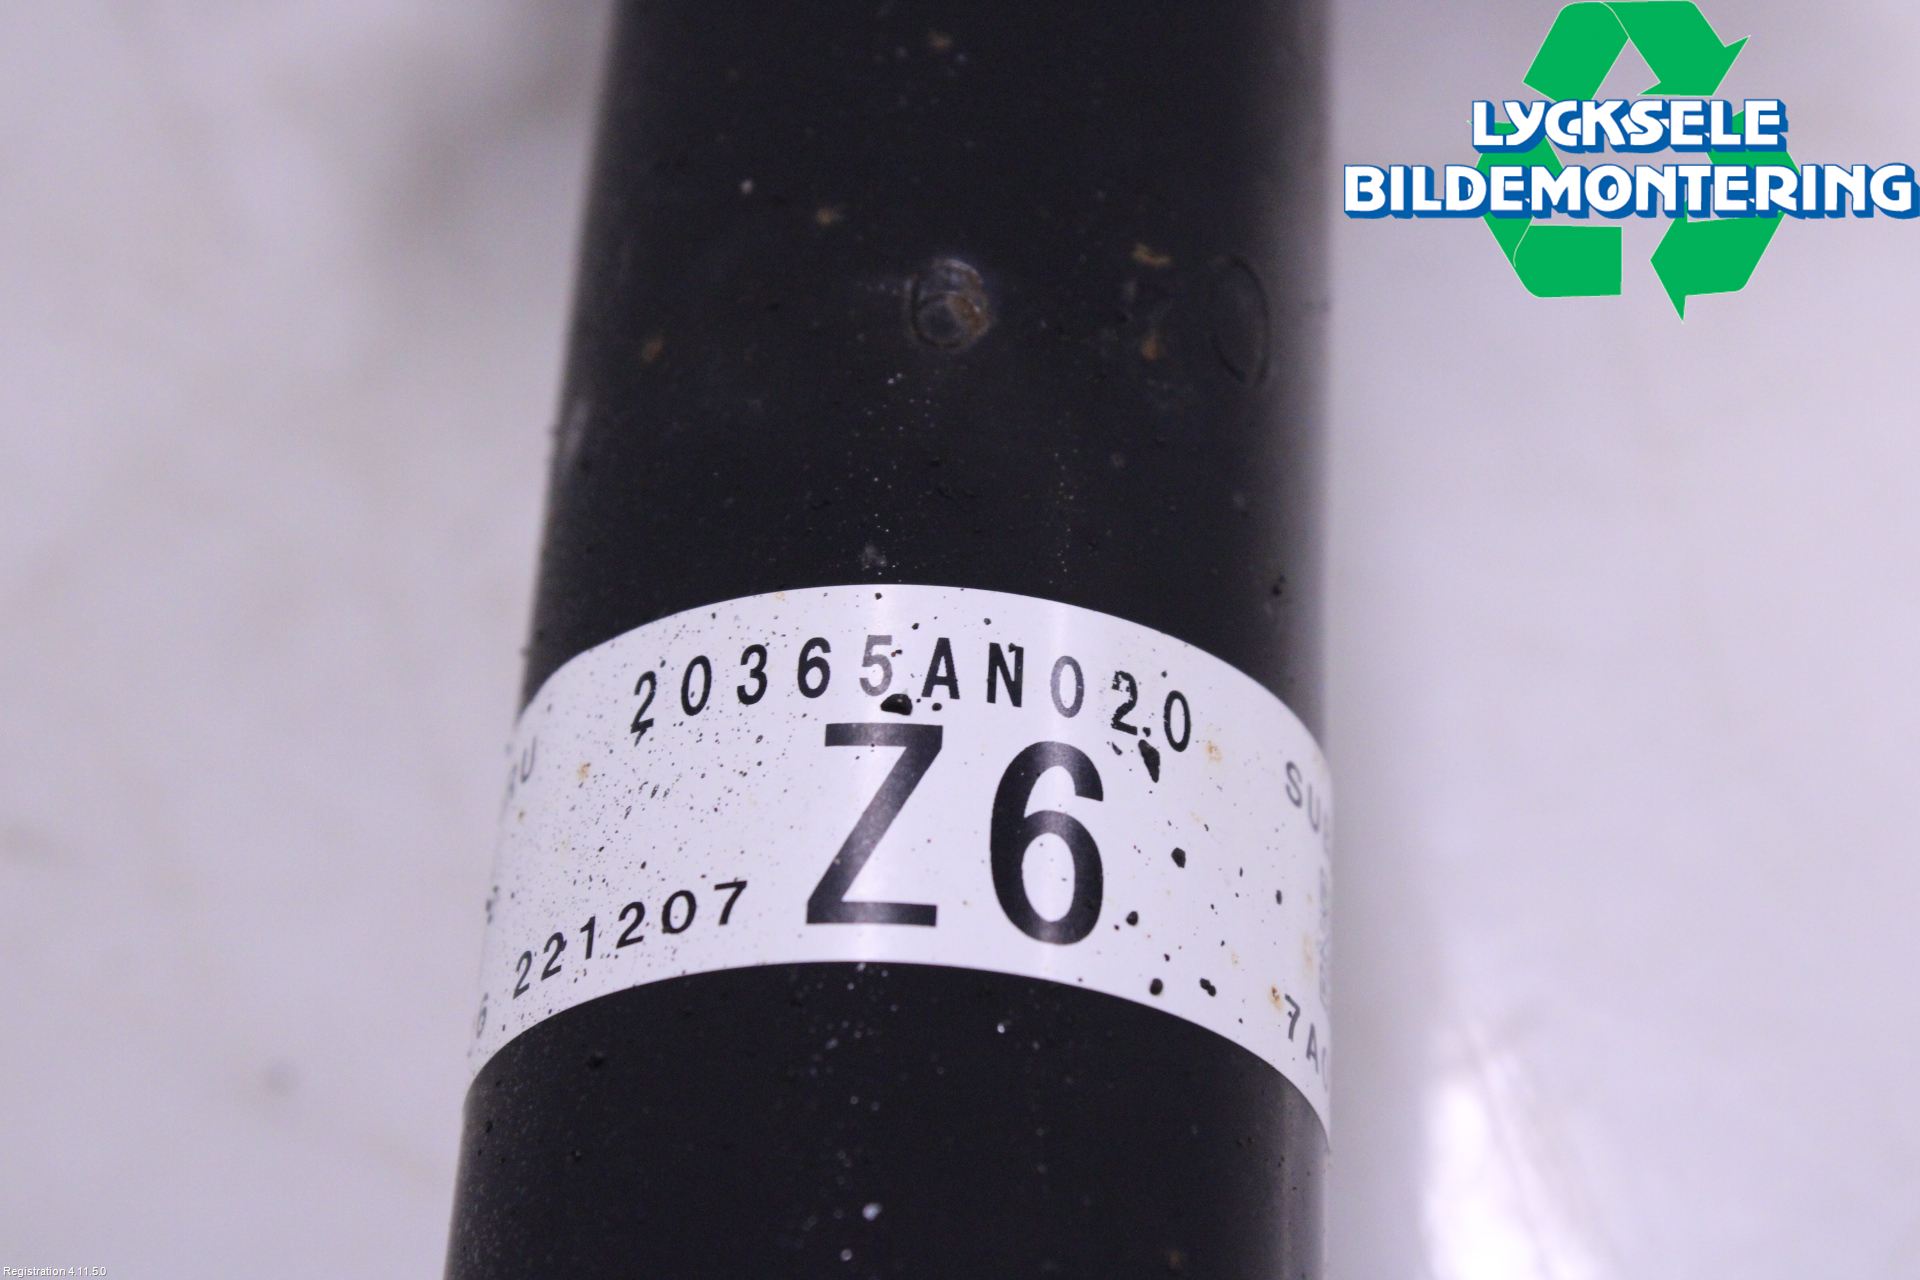 LYCKSELE
BILDEMONTERING
20365AN020
Z6
221207
Registration 4.11.5.0